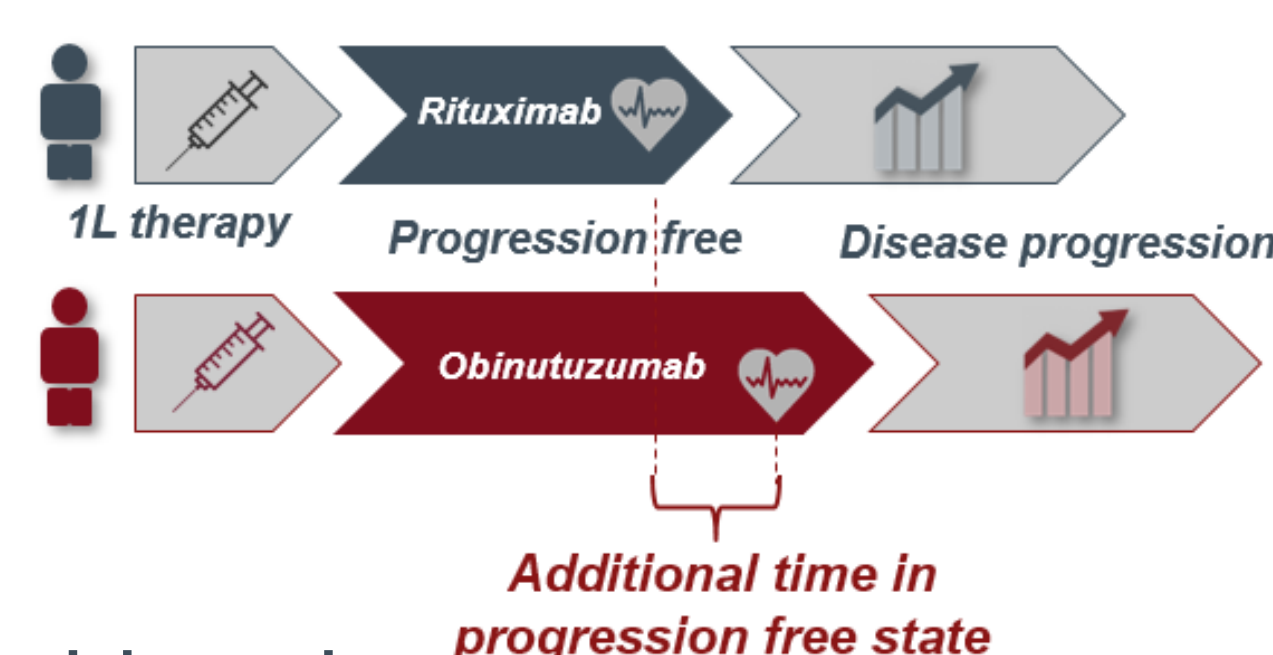 Rituximab
1L therapy
Progression free
Disease progression
Obinutuzumab
Additional time in
progression free state